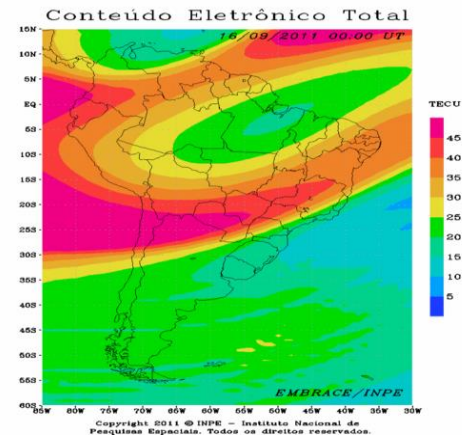 Conteúdo Eletrônico Total
16/09/2011 00:00 UT
15N
10N
5N
EQ
5S
10S
15S
20S
25S
30S
35S
40S
45S
50S
55S
60S
85W 80W 75W 70W 65W 60W 55W 50W 45W 40W 35W 30W
TECU
45
40
35
30
25
20
15
10
5
EMBRACE/INPE
Copyright 2011 © INPE - Instituto Nacional de
Pesquisas Espaciais. Todos os direitos reservados.